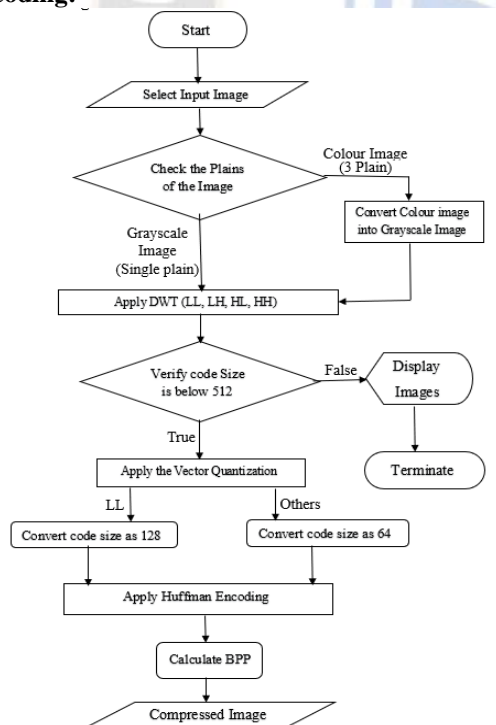 oding:
Start
Select Input Image
Check the Plains
of the Image
Colour Image
(3 Plain)
Convert Colour image
into Grayscale Image
Grayscale
Image
(Single plain)
Apply DWT (LL, LH, HL, HH)
Verify code Size
is below 512
False
Display
Images
True
Terminate
Apply the Vector Quantization
LL
Others
Convert code size as 128
Convert code size as 64
Apply Huffman Encoding
Calculate BPP
Compressed Image